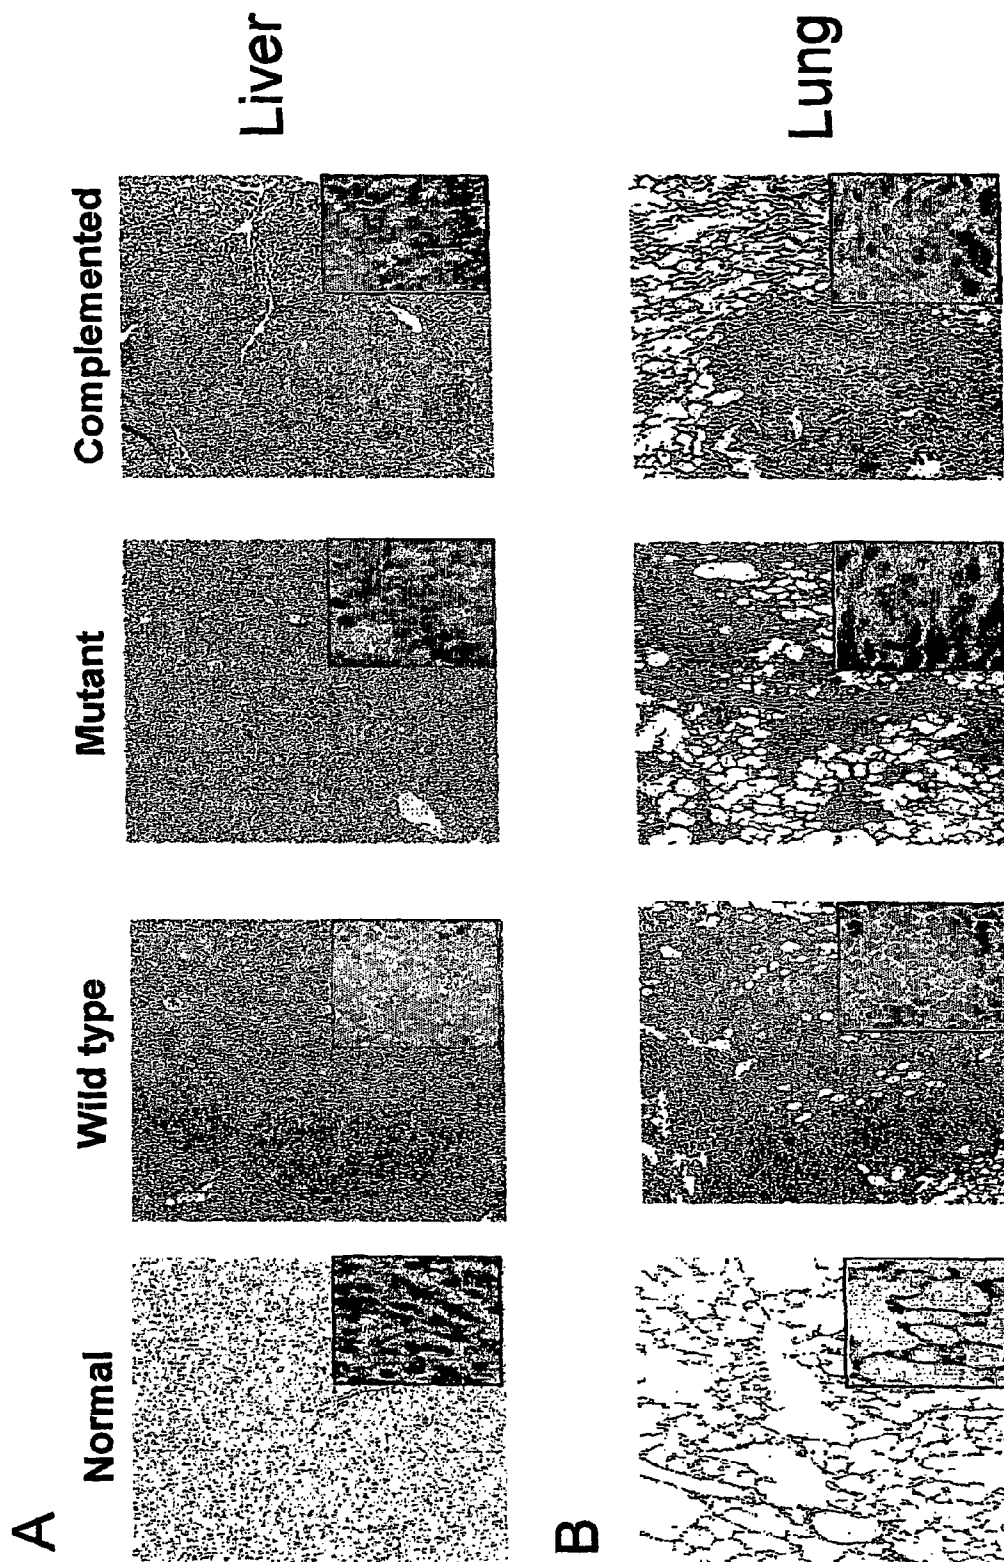 A
Normal
Wild type
Mutant
Complemented
Liver
B
Lung